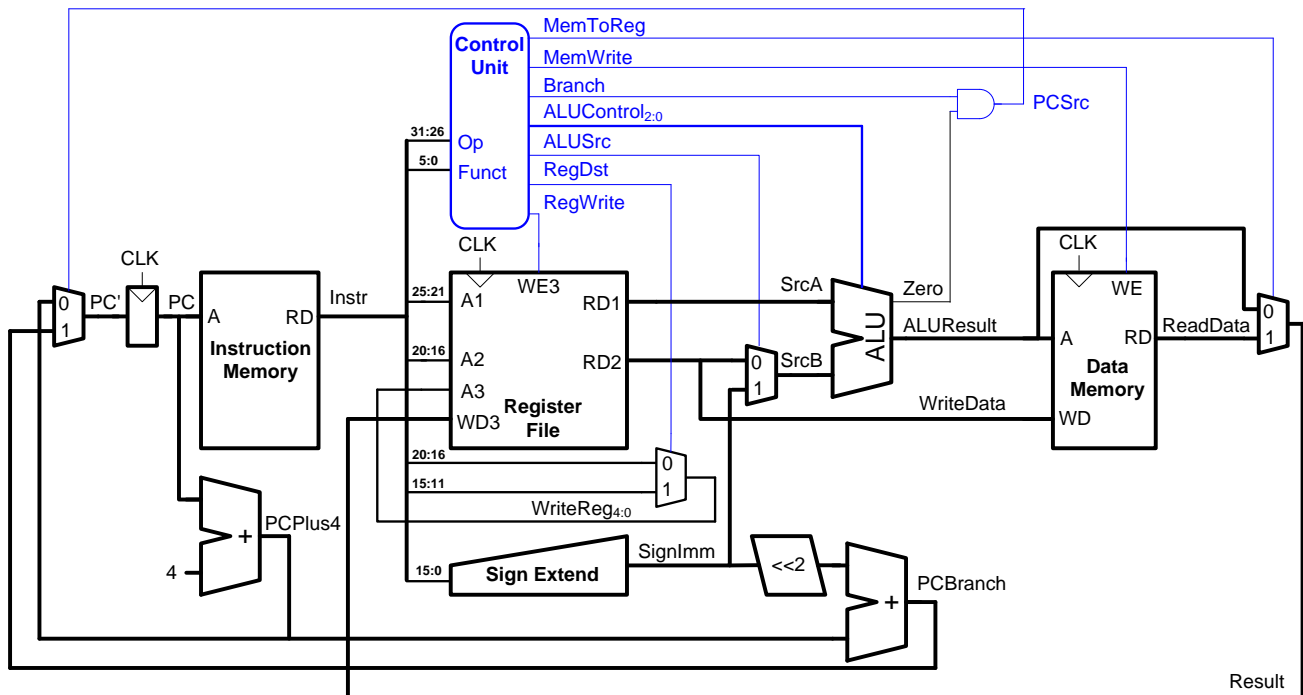 MemToReg
Control
Unit
MemWrite
Branch
PCSrc
ALUControl2:0
31:26
Op
ALUSrc
5:0
Funct
RegDst
RegWrite
CLK
CLK
CLK
WE3
WE
0
1
PC'
PC
A
RD
Instruction
Memory
Instr
25:21
A1
RD1
SrcA
Zero
ALU
ALUResult
20:16
A2
RD2
0
1
SrcB
A3
WD3
Register
File
A
RD
Data
Memory
WD
WriteData
ReadData
0
1
20:16
0
15:11
1
WriteReg4:0
PCPlus4
+
4
15:0
Sign Extend
SignImm
<<2
+
PCBranch
Result